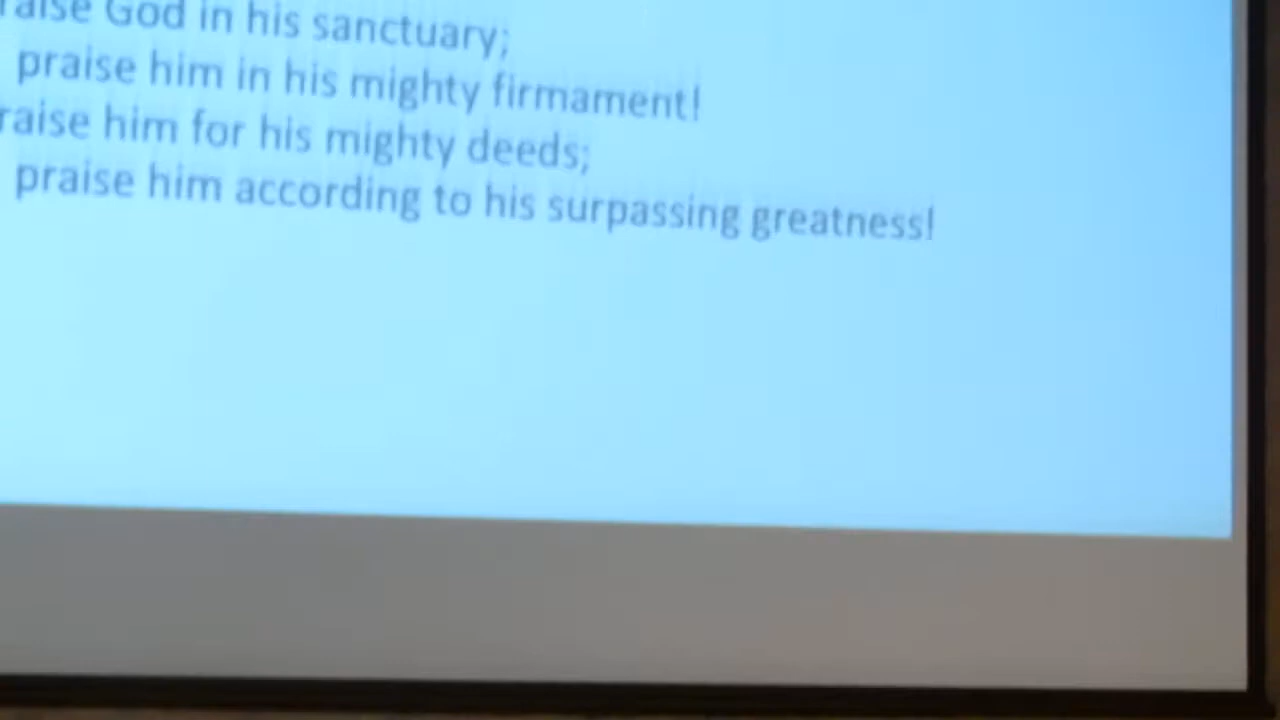 raise God in his sanctuary;
praise him in his mighty firmament!
raise him for his mighty deeds;
praise him according to his surpassing greatness!